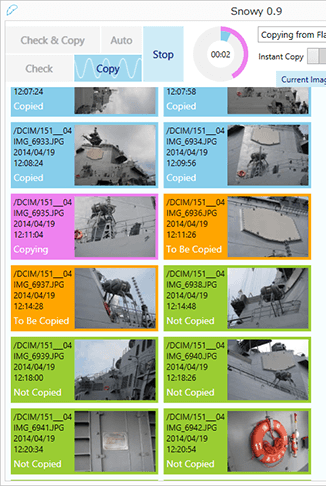 Snowy 0.9
Check & Copy
Auto
Stop
00:02
Copying from Fla
Check
Copy
Instant Copy
Current Imag
12:07:24
Copied
12:07:58
Copied
/DCIM/151__04
IMG_6933.JPG
2014/04/19
12:08:24
Copied
/DCIM/151__04
IMG_6934.JPG
2014/04/19
12:09:56
Copied
/DCIM/151__04
IMG_6935.JPG
2014/04/19
12:11:04
Copying
/DCIM/151__04
IMG_6936.JPG
2014/04/19
12:11:26
To Be Copied
/DCIM/151__04
IMG_6937.JPG
2014/04/19
12:14:28
To Be Copied
/DCIM/151__04
IMG_6938.JPG
2014/04/19
12:14:48
Not Copied
/DCIM/151__04
IMG_6939.JPG
2014/04/19
12:18:00
Not Copied
/DCIM/151__04
IMG_6940.JPG
2014/04/19
12:18:26
Not Copied
/DCIM/151__04
IMG_6941.JPG
2014/04/19
12:20:34
Not Copied
/DCIM/151__04
IMG_6942.JPG
2014/04/19
12:20:54
Not Copied